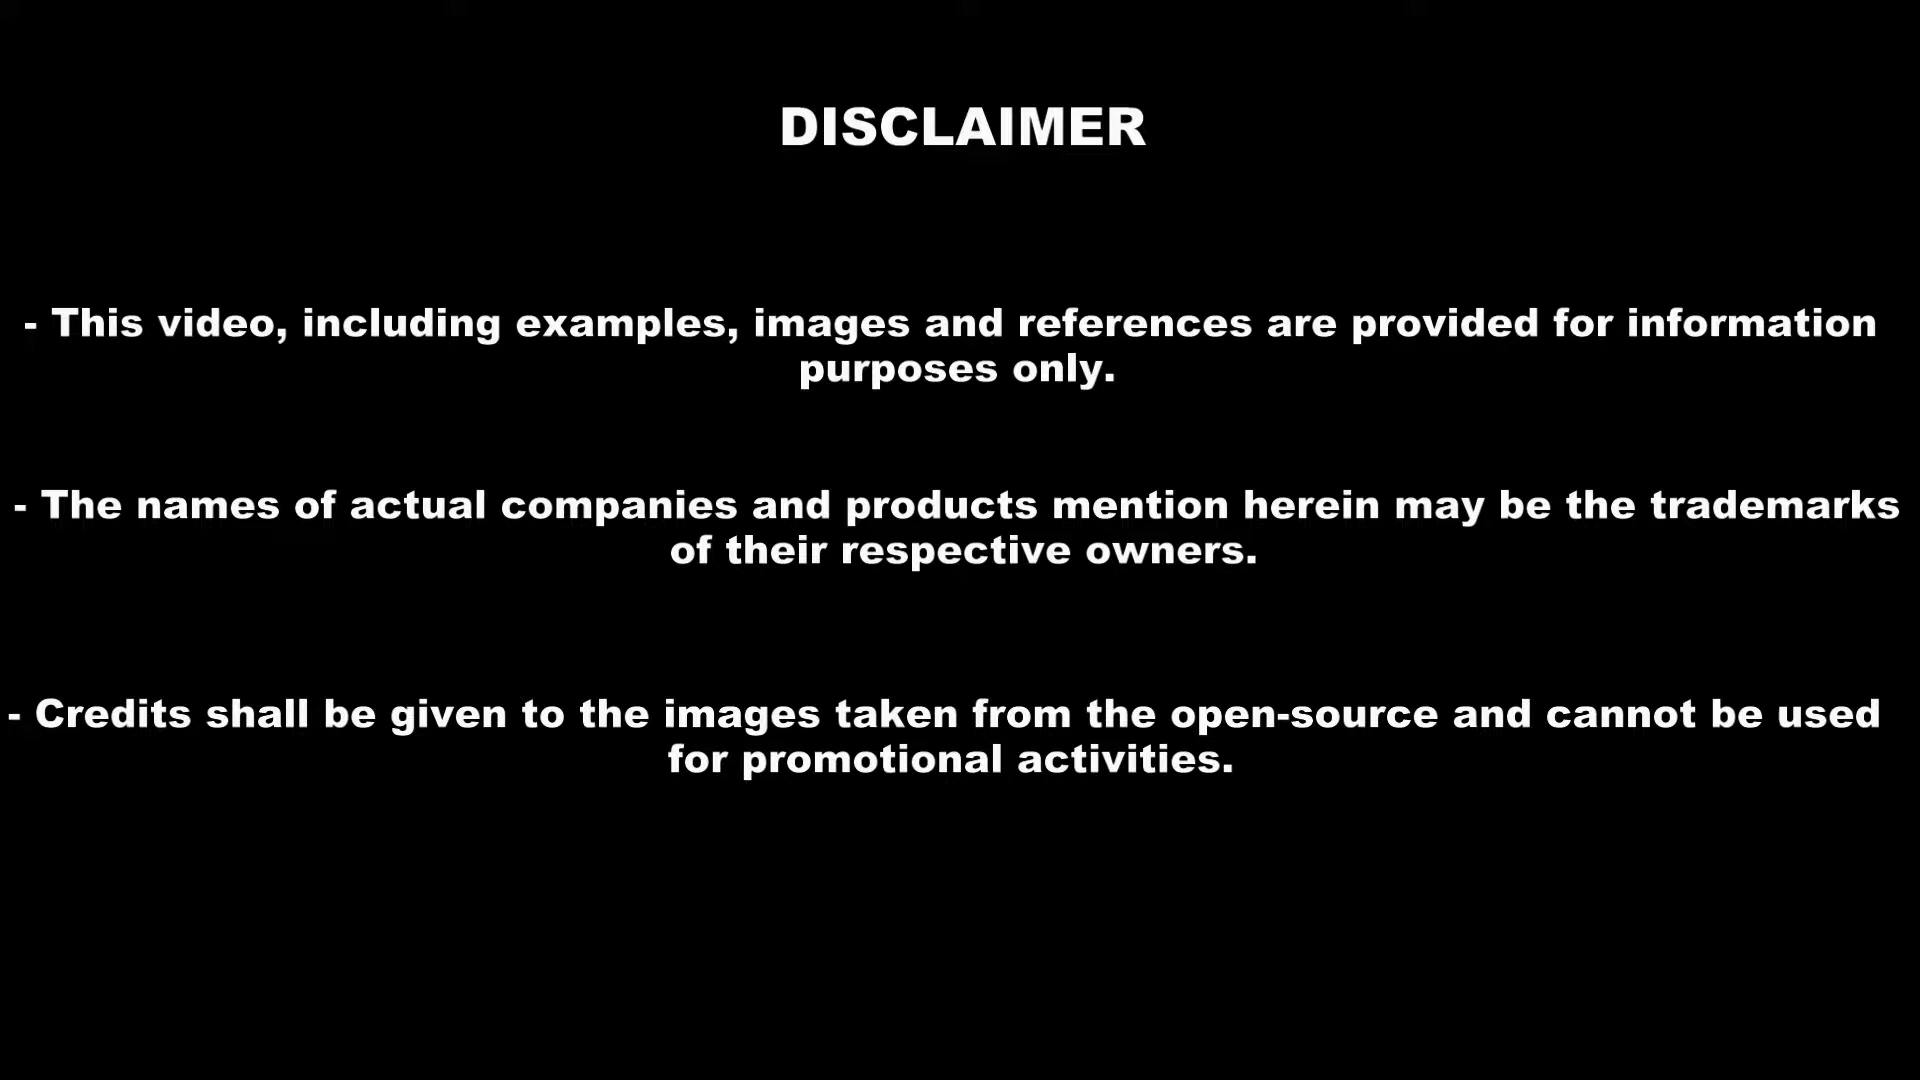 DISCLAIMER
- This video, including examples, images and references are provided for information
purposes only.
- The names of actual companies and products mention herein may be the trademarks
of their respective owners.
- Credits shall be given to the images taken from the open-source and cannot be used
for promotional activities.